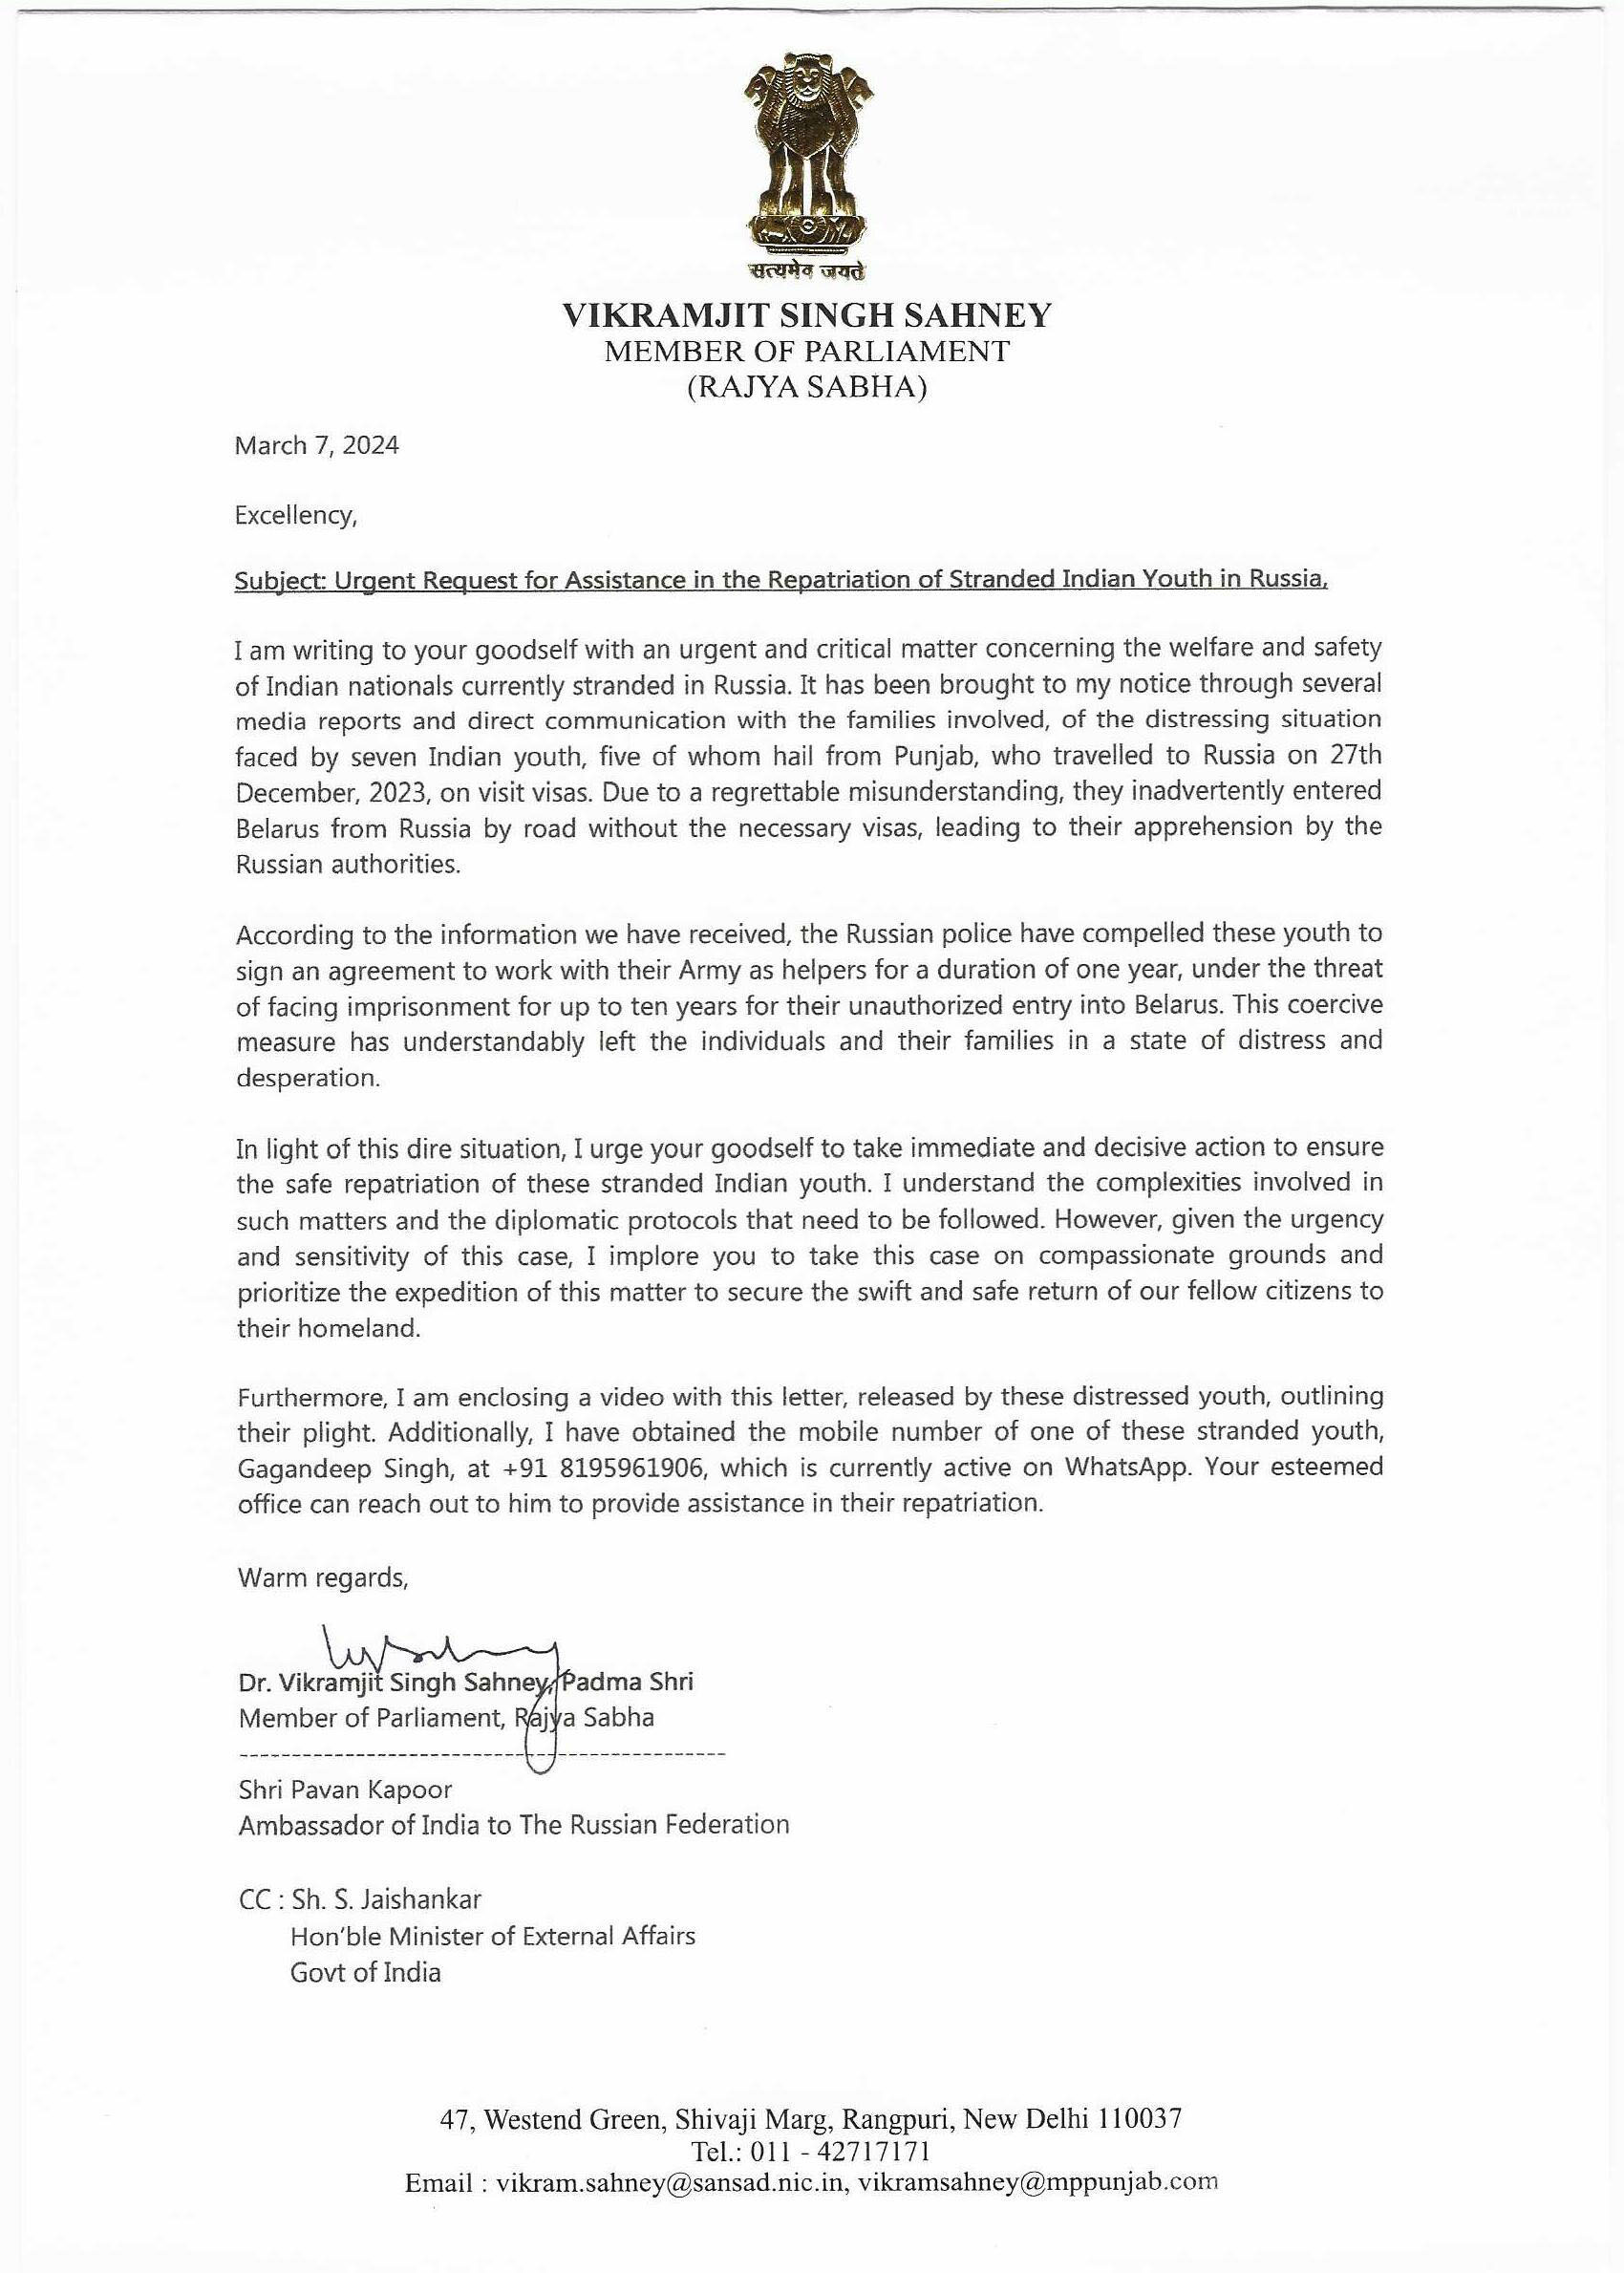 सत्यमेव जयते
VIKRAMJIT SINGH SAHNEY
MEMBER OF PARLIAMENT
(RAJYA SABHA)
March 7, 2024
Excellency,
Subject: Urgent Request for Assistance in the Repatriation of Stranded Indian Youth in Russia,
I am writing to your goodself with an urgent and critical matter concerning the welfare and safety
of Indian nationals currently stranded in Russia. It has been brought to my notice through several
media reports and direct communication with the families involved, of the distressing situation
faced by seven Indian youth, five of whom hail from Punjab, who travelled to Russia on 27th
December, 2023, on visit visas. Due to a regrettable misunderstanding, they inadvertently entered
Belarus from Russia by road without the necessary visas, leading to their apprehension by the
Russian authorities.
According to the information we have received, the Russian police have compelled these youth to
sign an agreement to work with their Army as helpers for a duration of one year, under the threat
of facing imprisonment for up to ten years for their unauthorized entry into Belarus. This coercive
measure has understandably left the individuals and their families in a state of distress and
desperation.
In light of this dire situation, I urge your goodself to take immediate and decisive action to ensure
the safe repatriation of these stranded Indian youth. I understand the complexities involved in
such matters and the diplomatic protocols that need to be followed. However, given the urgency
and sensitivity of this case, I implore you to take this case on compassionate grounds and
prioritize the expedition of this matter to secure the swift and safe return of our fellow citizens to
their homeland.
Furthermore, I am enclosing a video with this letter, released by these distressed youth, outlining
their plight. Additionally, I have obtained the mobile number of one of these stranded youth,
Gagandeep Singh, at +91 8195961906, which is currently active on WhatsApp. Your esteemed
office can reach out to him to provide assistance in their repatriation.
Warm regards,
Dr. Vikramjit Singh Sahney, Padma Shri
Member of Parliament, Rajya Sabha
-----------------------------------------------
Shri Pavan Kapoor
Ambassador of India to The Russian Federation
CC : Sh. S. Jaishankar
Hon'ble Minister of External Affairs
Govt of India
47, Westend Green, Shivaji Marg, Rangpuri, New Delhi 110037
Tel.: 011 - 42717171
Email : vikram.sahney@sansad.nic.in, vikramsahney@mppunjab.com